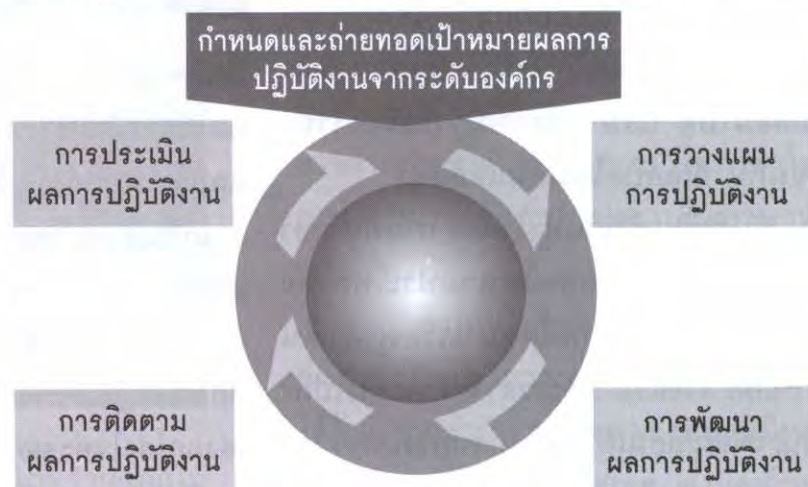 กำหนดและถ่ายทอดเป้าหมายผลการ
ปฏิบัติงานจากระดับองค์กร
การประเมิน
ผลการปฏิบัติงาน
การวางแผน
การปฏิบัติงาน
การติดตาม
ผลการปฏิบัติงาน
การพัฒนา
ผลการปฏิบัติงาน